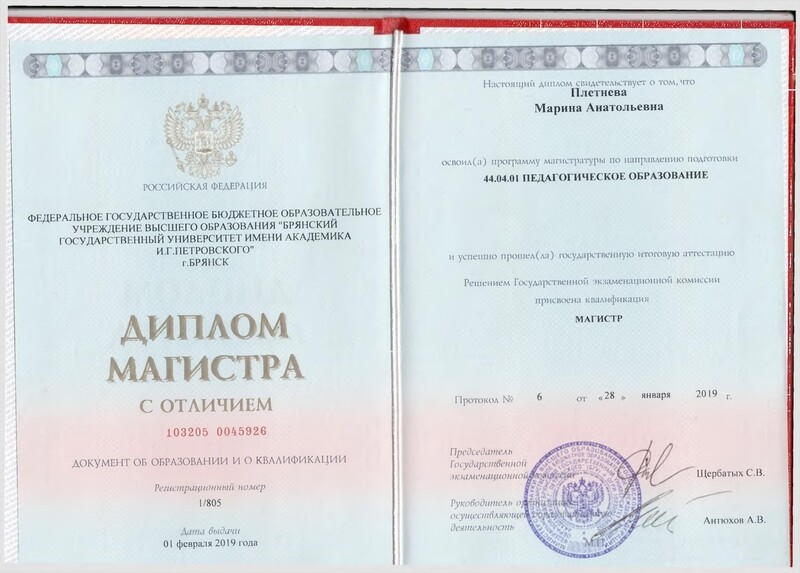 РОССИЙСКАЯ ФЕДЕРАЦИЯ
ФЕДЕРАЛЬНОЕ ГОСУДАРСТВЕННОЕ БЮДЖЕТНОЕ ОБРАЗОВАТЕЛЬНОЕ
УЧРЕЖДЕНИЕ ВЫСШЕГО ОБРАЗОВАНИЯ "БРЯНСКИЙ
ГОСУДАРСТВЕННЫЙ УНИВЕРСИТЕТ ИМЕНИ АКАДЕМИКА
И.Г.ПЕТРОВСКОГО"
г.БРЯНСК
ДИПЛОМ
МАГИСТРА
С ОТЛИЧИЕМ
103205 0045926
ДОКУМЕНТ ОБ ОБРАЗОВАНИИ И О КВАЛИФИКАЦИИ
Регистрационный номер
1/805
Дата выдачи
01 февраля 2019 года
Настоящий диплом свидетельствует о том, что
Плетнева
Марина Анатольевна
освоил(а) программу магистратуры по направлению подготовки
44.04.01 ПЕДАГОГИЧЕСКОЕ ОБРАЗОВАНИЕ
и успешно прошел(ла) государственную итоговую аттестацию
Решением Государственной экзаменационной комиссии
присвоена квалификация
МАГИСТР
Протокол № 6 от «28» января 2019 г.
Председатель
Государственной
экзаменационной
Щербатых С.В.
Руководитель
осуществляющей
деятельность
Антюхов А.В.
М.П.